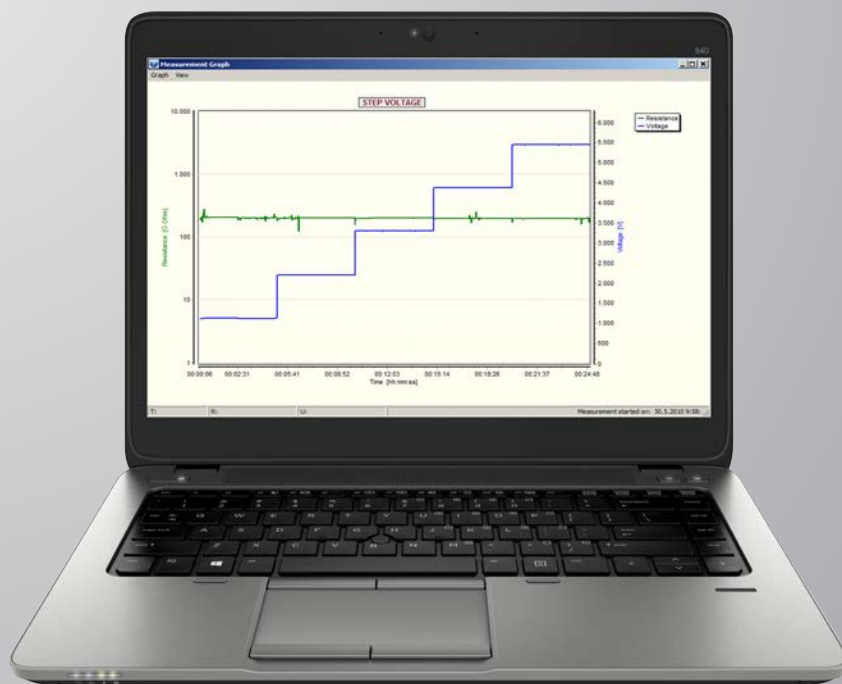 840
Measurement Graph
Graph View
STEP VOLTAGE
Resistance
Voltage
10.000
1.000
100
10
1
Resistance [G Ohm]
6.000
5.500
5.000
4.500
4.000
3.500
3.000
2.500
2.000
1.500
1.000
500
0
Voltage [V]
00:00:06 00:02:31 00:05:41 00:08:52 00:12:03 00:15:14 00:18:26 00:21:37 00:24:48
Time [hh:mm:ss]
T: R: U: Measurement started on: 30.5.2010 9:58:
Q W E R T Y U I O P
A S D F G H J K L
Z X C V B N M